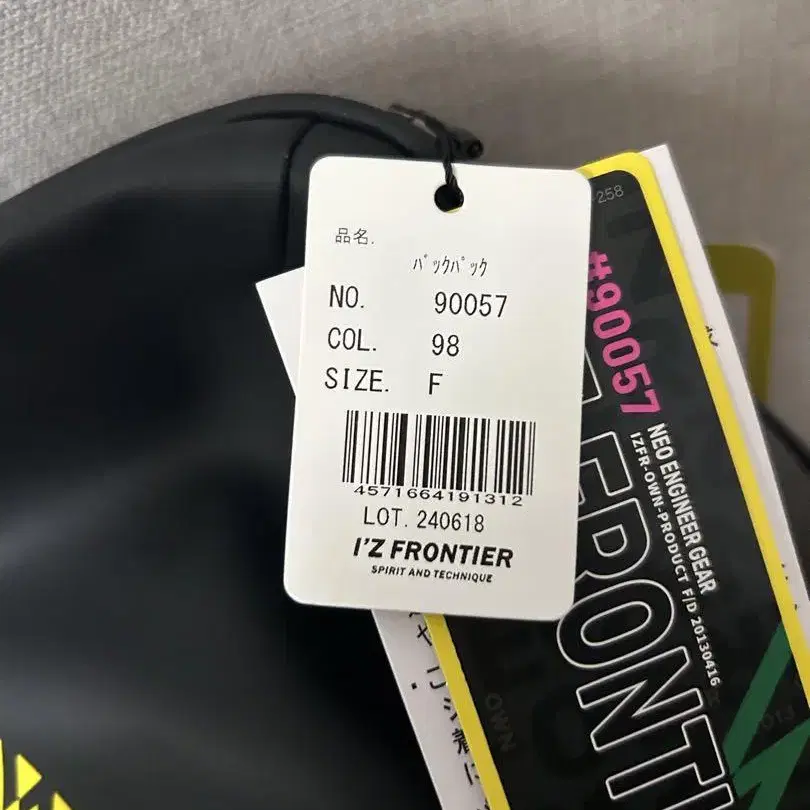 品名.
ﾊﾞｯｸﾊﾟｯｸ
NO. 90057
COL. 98
SIZE. F
4571664191312
LOT. 240618
I'Z FRONTIER
SPIRIT AND TECHNIQUE
#90057
NEO ENGINEER GEAR
IZFR-OWN-PRODUCT F/D 20130416
FRONTI
OWN
-258